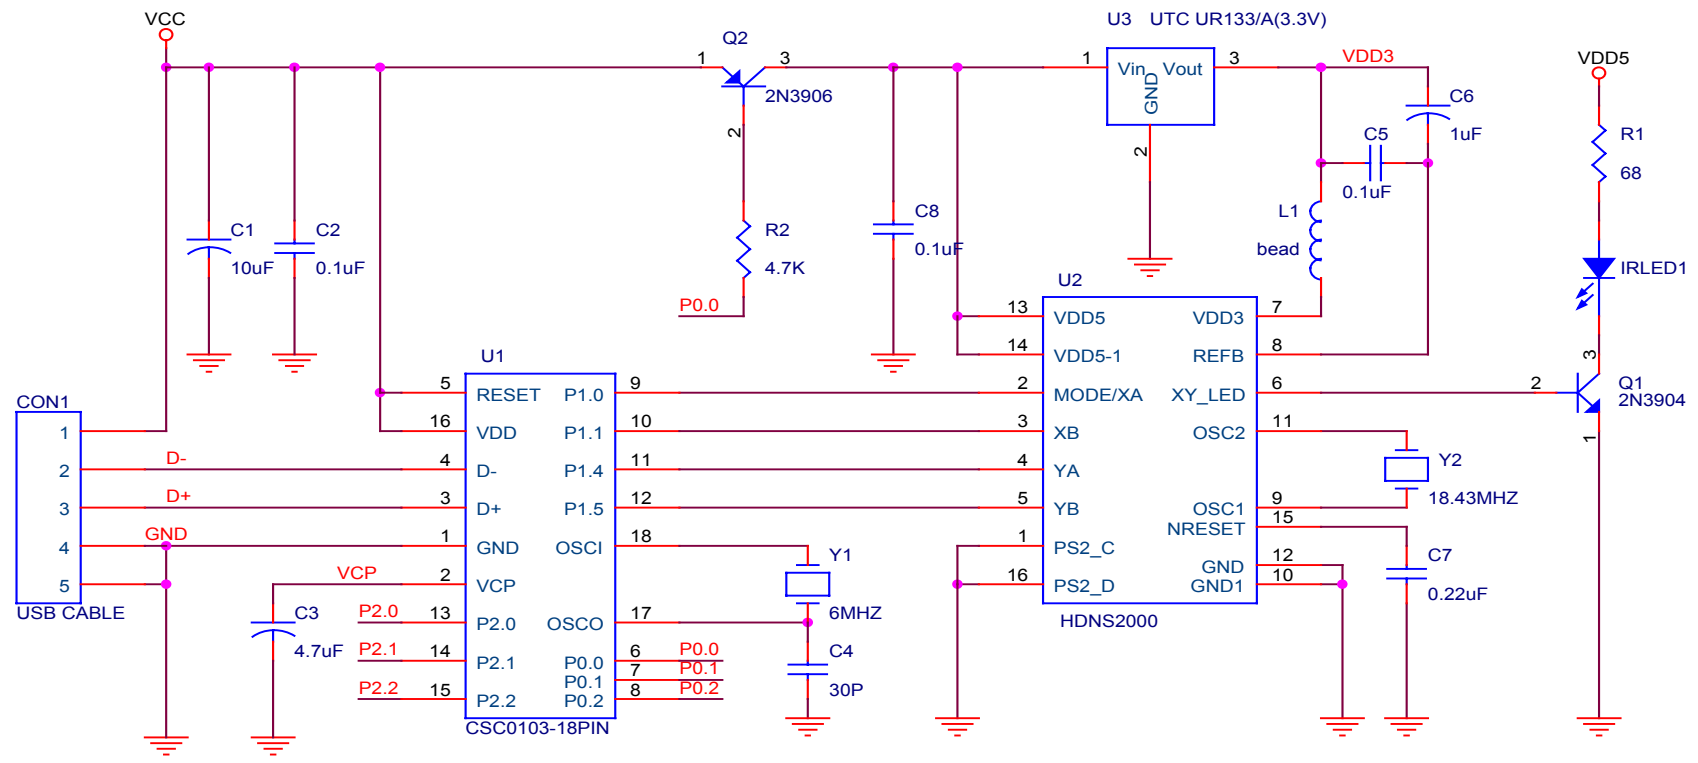 VCC
U3 UTC UR133/A(3.3V)
Q2
1
3
2N3906
2
1
Vin Vout
GND
3
VDD3
2
VDD5
C6
1uF
C5
0.1uF
R1
68
C1
10uF
C2
0.1uF
R2
4.7K
P0.0
C8
0.1uF
L1
bead
IRLED1
3
Q1
2N3904
2
1
U1
5 RESET P1.0 9
16 VDD P1.1 10
4 D- P1.4 11
3 D+ P1.5 12
1 GND OSCI 18
2 VCP
13 P2.0 OSCO 17
14 P2.1 P0.0 6
P0.1 7
15 P2.2 P0.2 8
CSC0103-18PIN
U2
13 VDD5 VDD3 7
14 VDD5-1 REFB 8
2 MODE/XA XY_LED 6
3 XB OSC2 11
4 YA
5 YB OSC1 9
NRESET 15
1 PS2_C GND 12
16 PS2_D GND1 10
HDNS2000
CON1
1
2
3
4
5
USB CABLE
D-
D+
GND
VCP
C3
4.7uF
P2.0
P2.1
P2.2
P0.0
P0.1
P0.2
Y1
6MHZ
C4
30P
Y2
18.43MHZ
C7
0.22uF